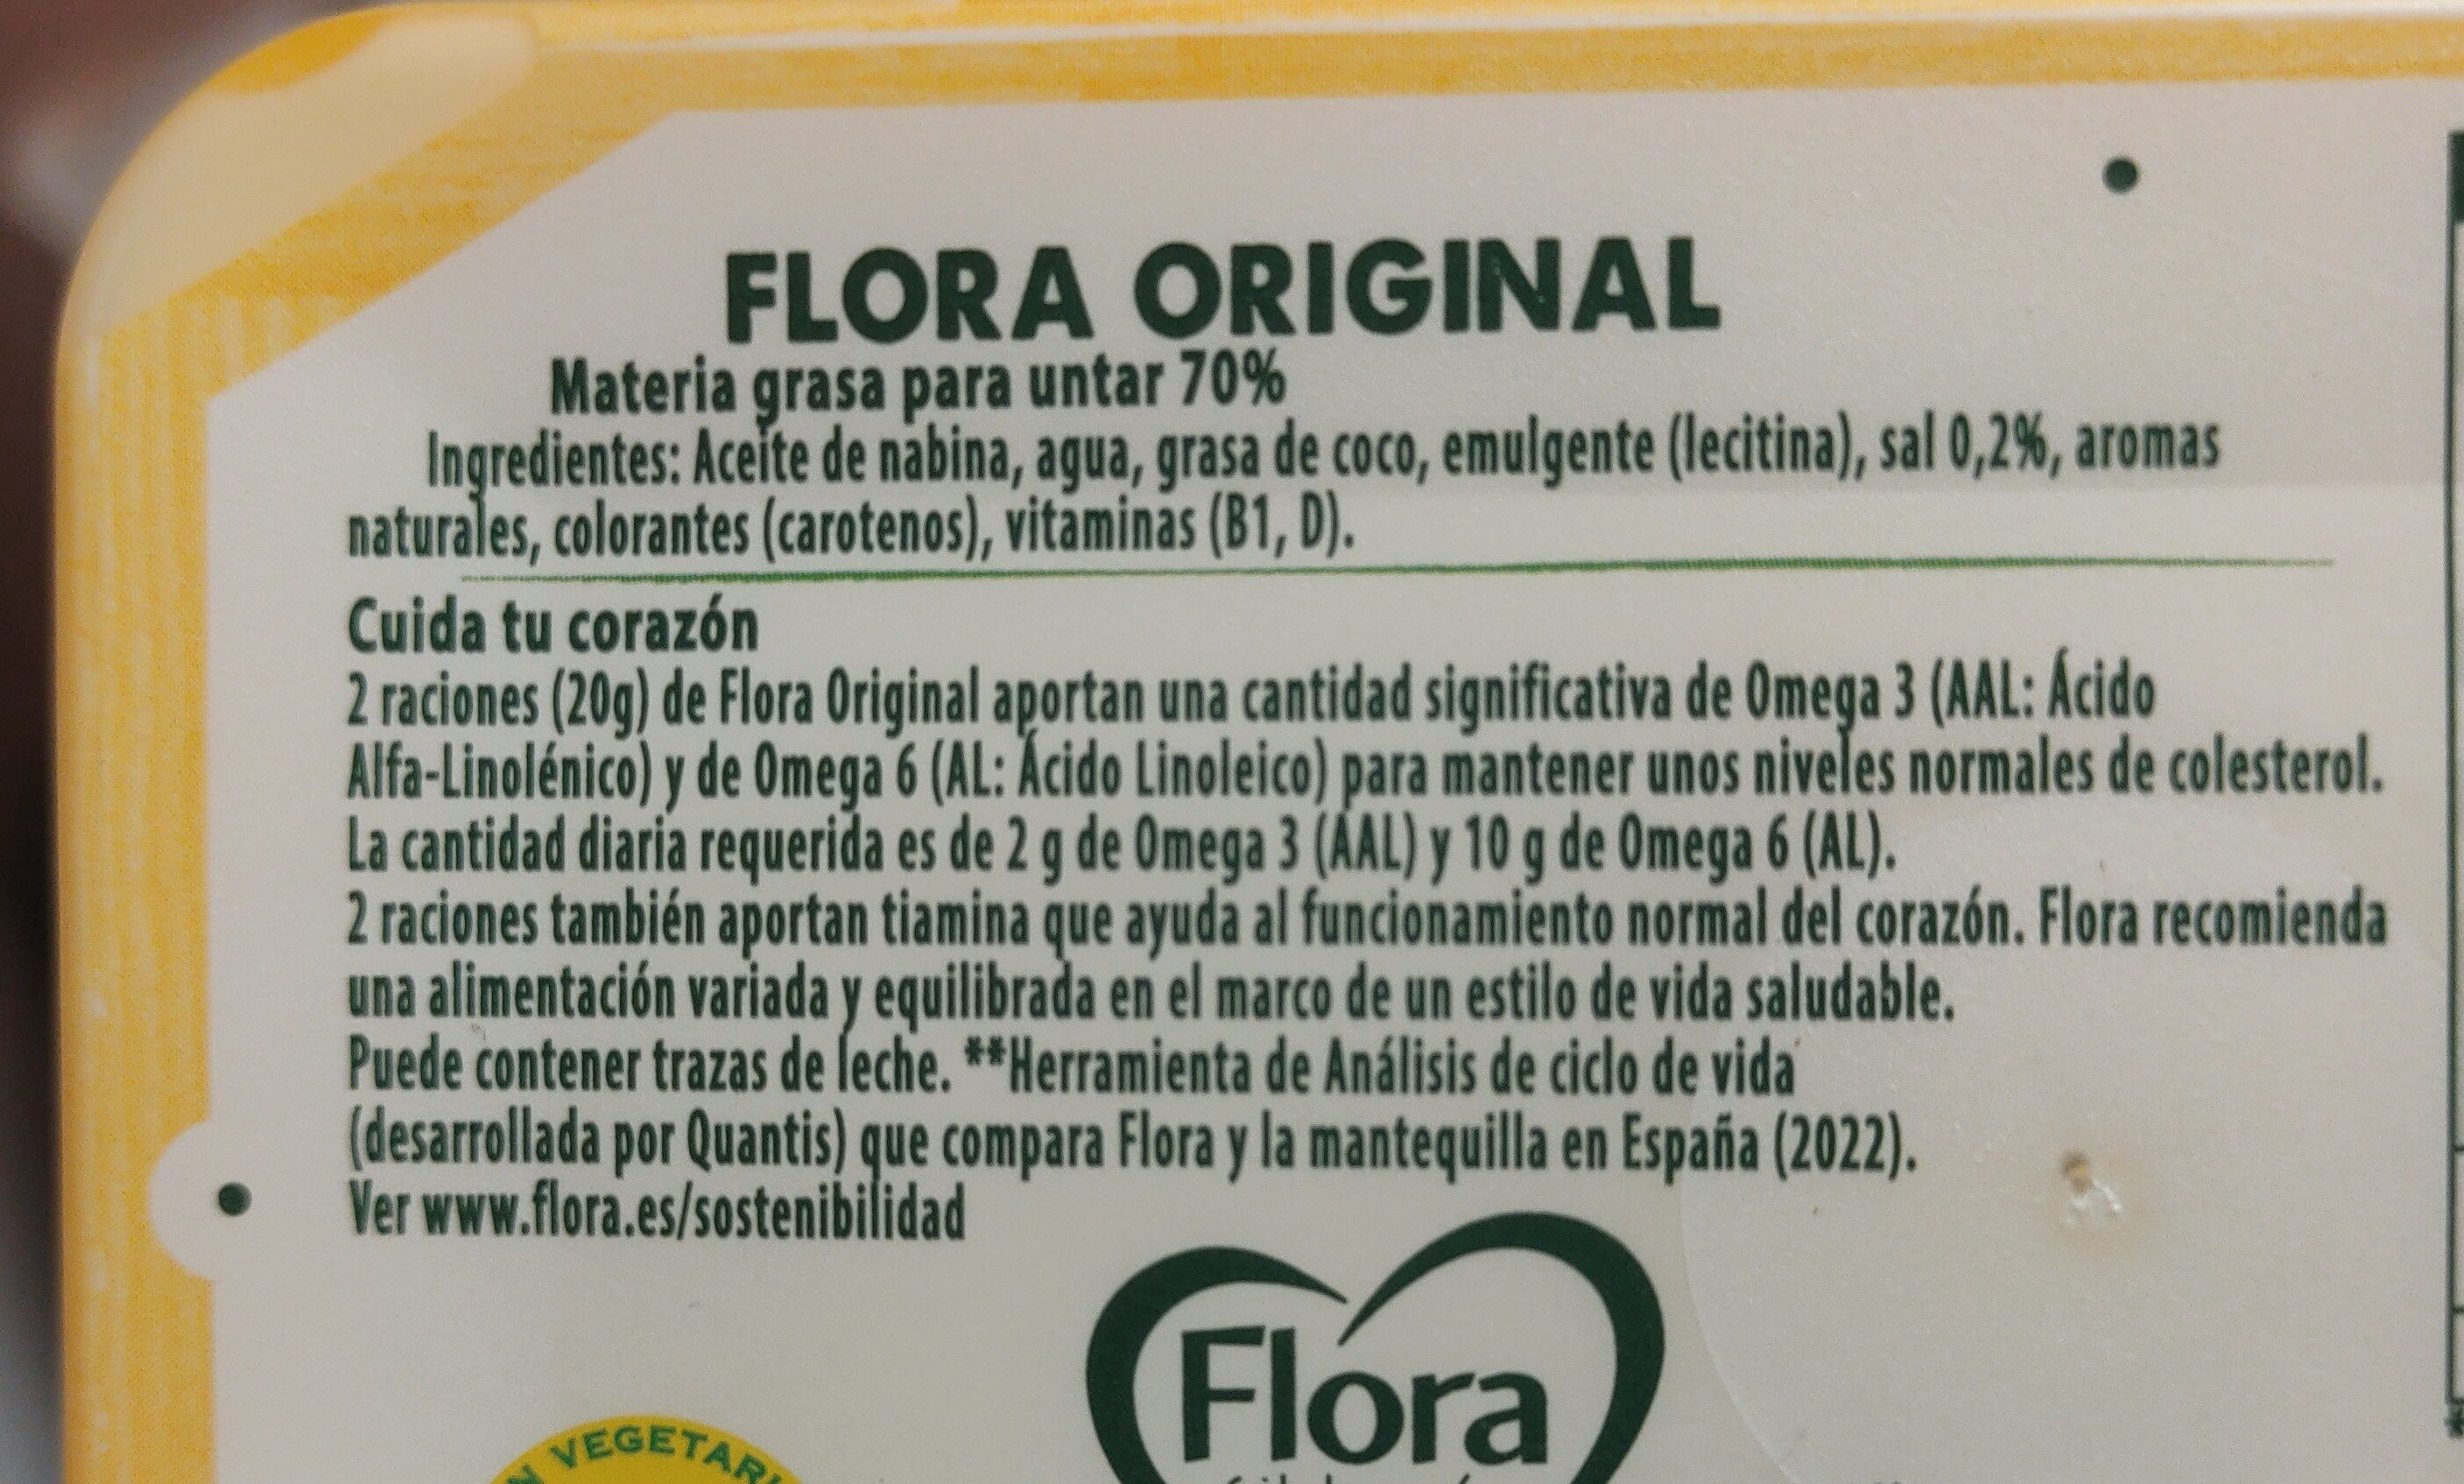 FLORA ORIGINAL
Materia grasa para untar 70%
Ingredientes: Aceite de nabina, agua, grasa de coco, emulgente (lecitina), sal 0,2%, aromas
naturales, colorantes (carotenos), vitaminas (B1, D).
Cuida tu corazón
2 raciones (20g) de Flora Original aportan una cantidad significativa de Omega 3 (AAL: Ácido
Alfa-Linolénico) y de Omega 6 (AL: Ácido Linoleico) para mantener unos niveles normales de colesterol.
La cantidad diaria requerida es de 2 g de Omega 3 (AAL) y 10 g de Omega 6 (AL).
2 raciones también aportan tiamina que ayuda al funcionamiento normal del corazón. Flora recomienda
una alimentación variada y equilibrada en el marco de un estilo de vida saludable.
Puede contener trazas de leche. **Herramienta de Análisis de ciclo de vida
(desarrollada por Quantis) que compara Flora y la mantequilla en España (2022).
Ver www.flora.es/sostenibilidad
Flora